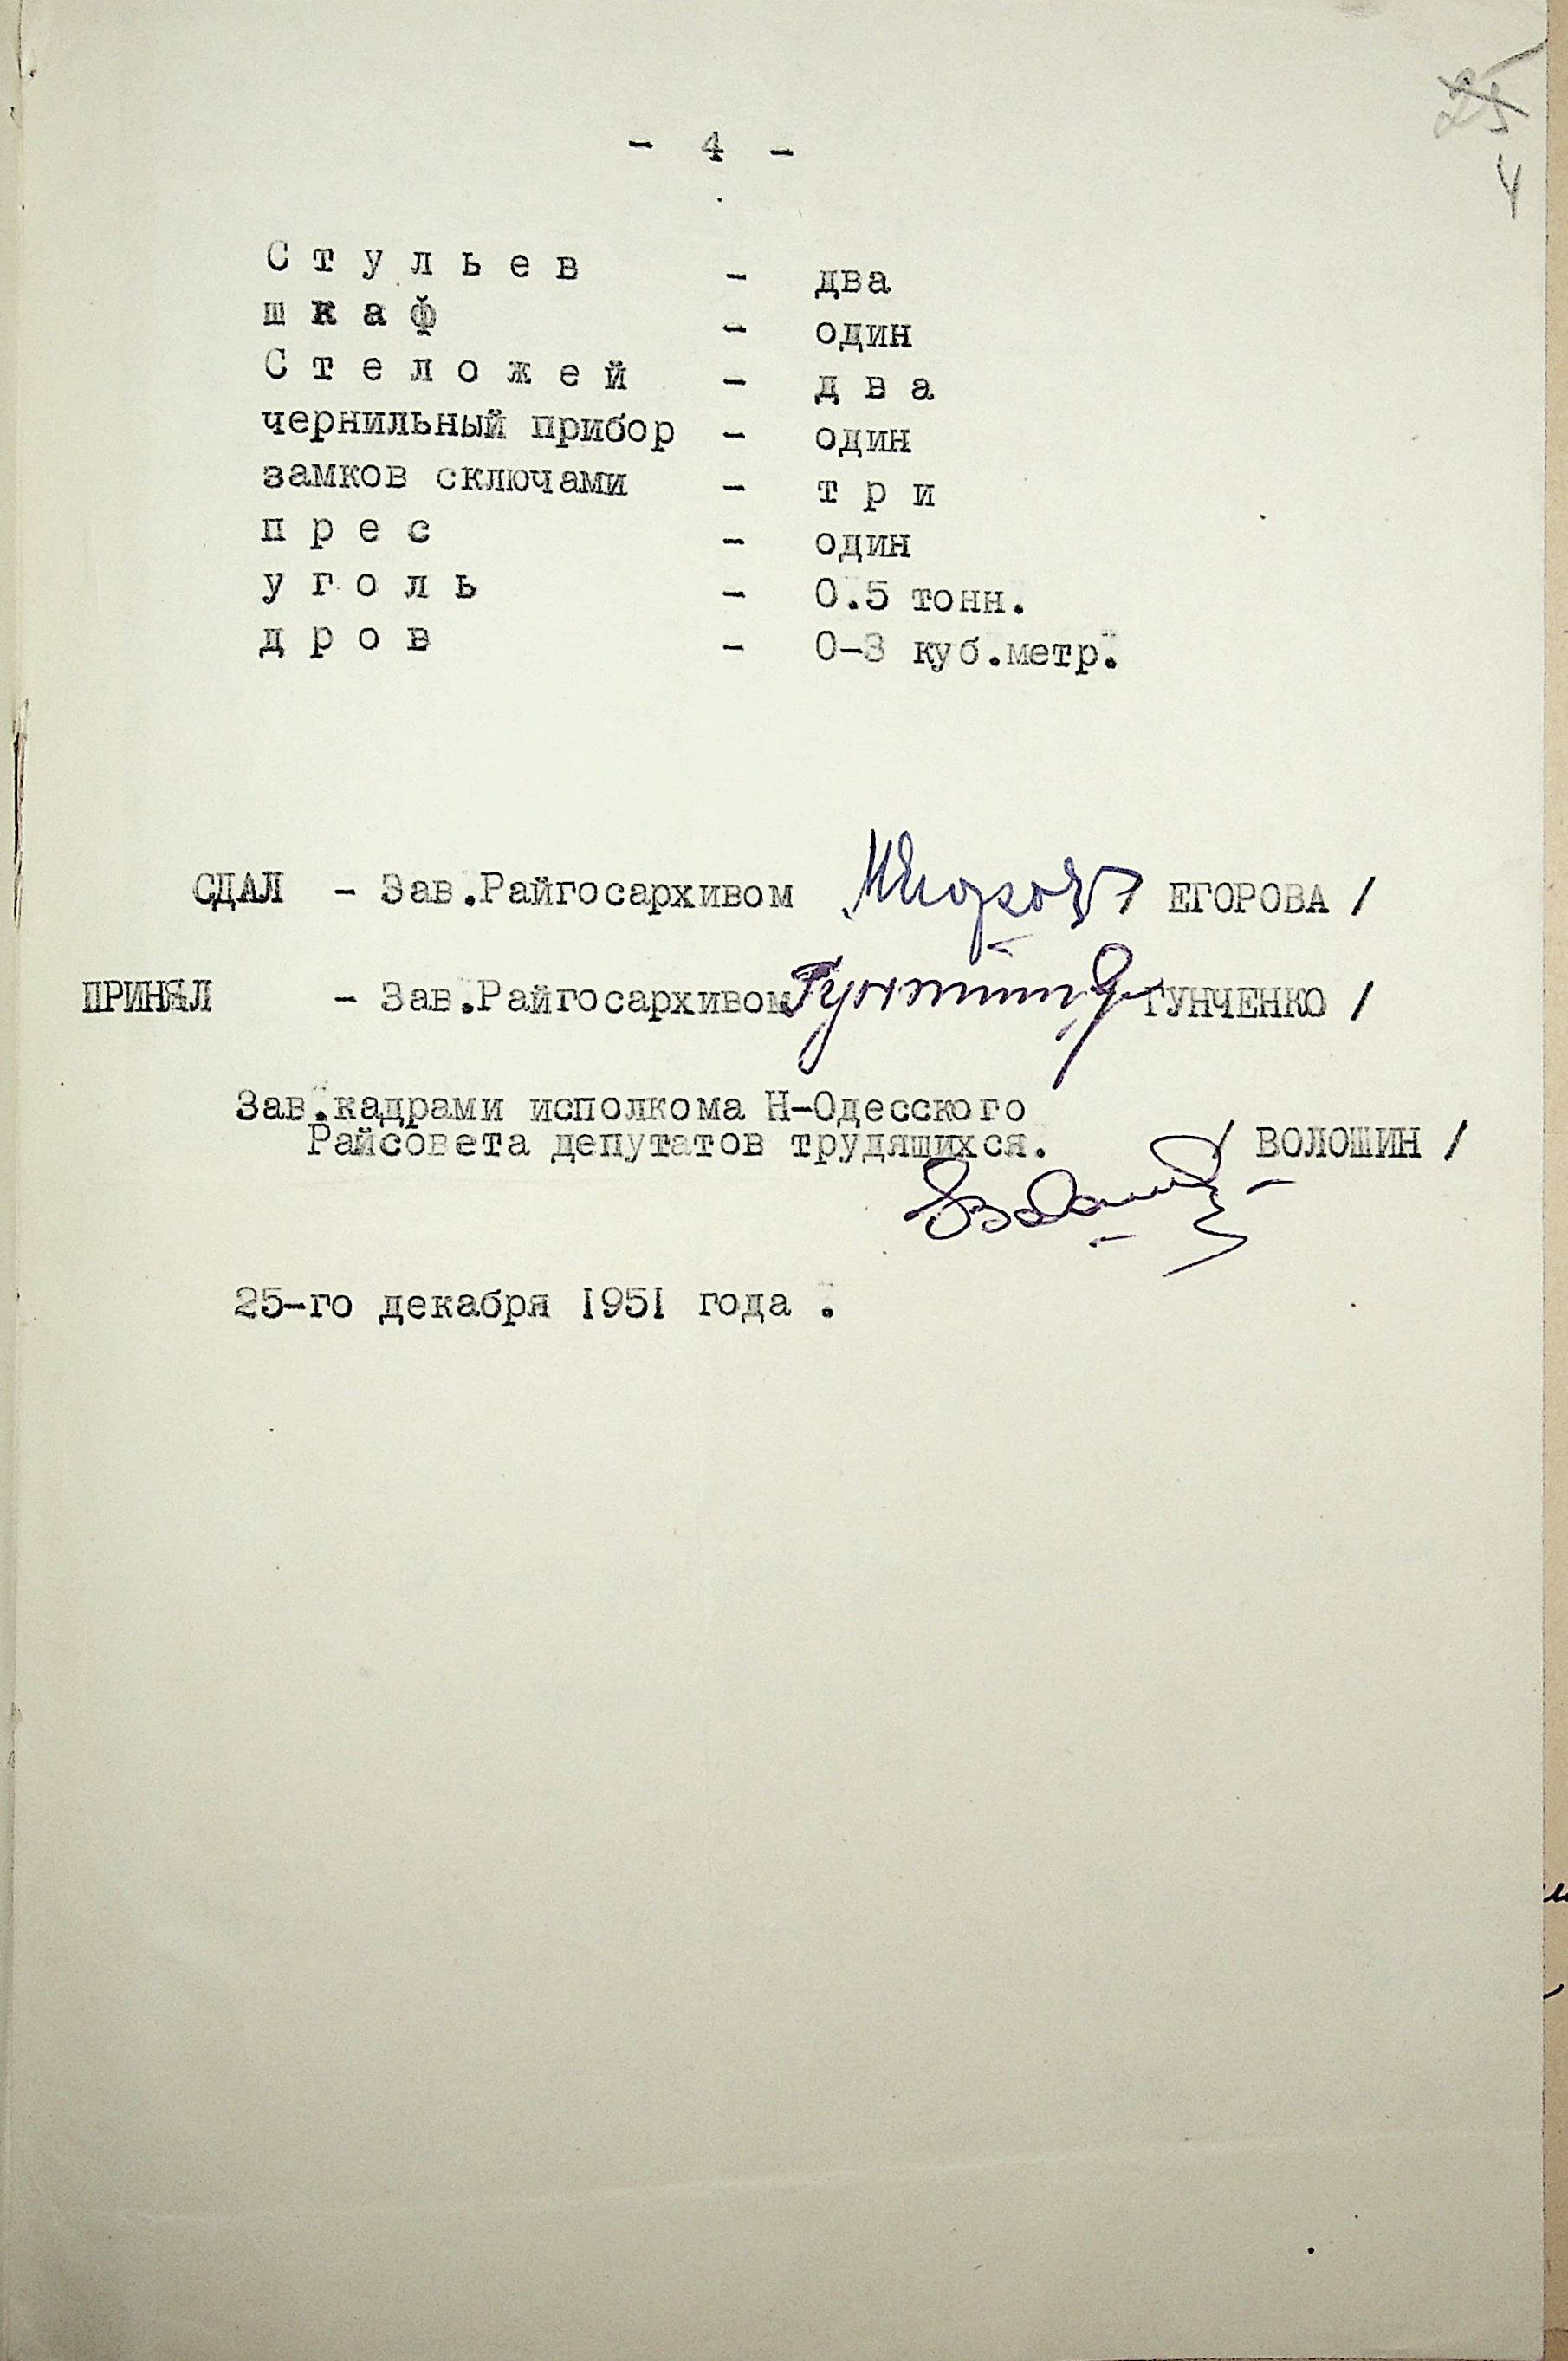 25
4
- 4 -
Стульев - два
шкаф - один
Стеложей - два
чернильный прибор - один
замков сключами - три
прес - один
уголь - 0.5 тонн.
дров - 0-3 куб.метр.
СДАЛ - Зав.Райгосархивом ЕГОРОВА /
ПРИНЯЛ - Зав.Райгосархивом ГУНЧЕНКО /
Зав.кадрами исполкома Н-Одесского
Райсовета депутатов трудящихся. / ВОЛОШИН /
25-го декабря 1951 года .